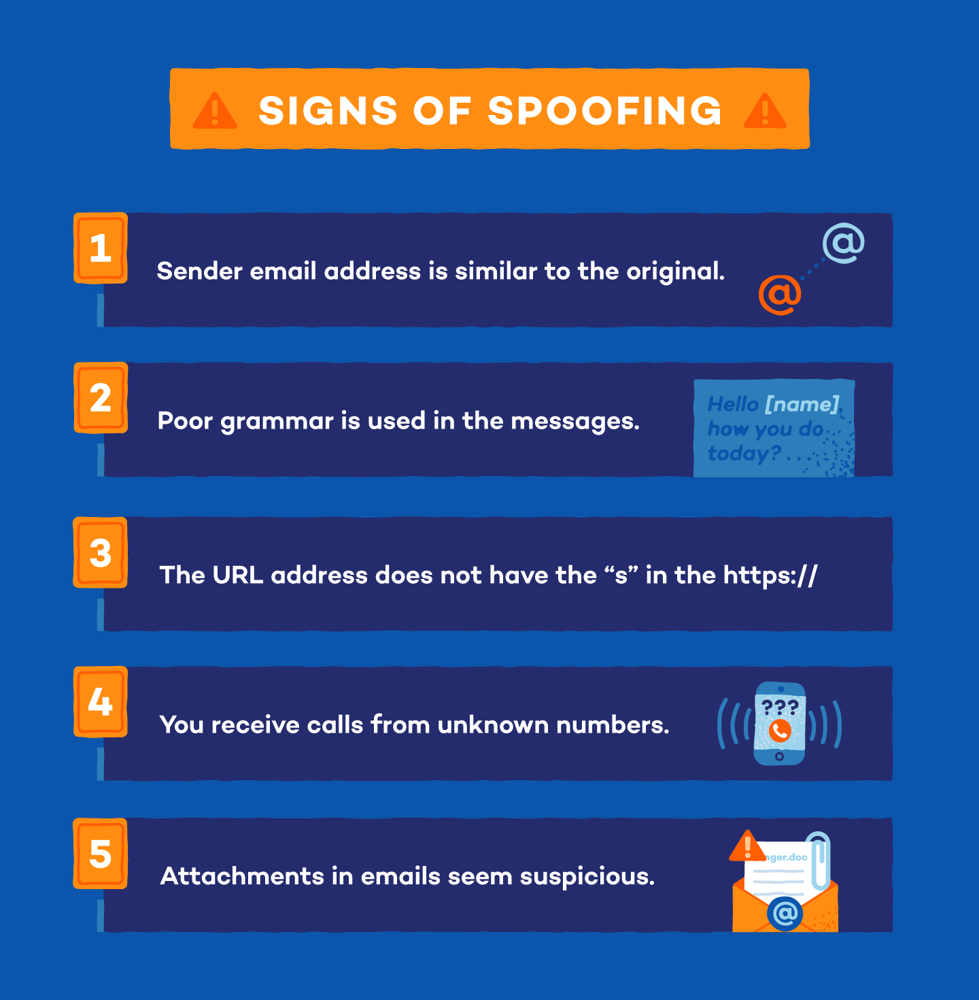 SIGNS OF SPOOFING
1
Sender email address is similar to the original.
@
@
2
Poor grammar is used in the messages.
Hello [name],
how you do
today? . . . .
3
The URL address does not have the “s” in the https://
4
You receive calls from unknown numbers.
???
5
Attachments in emails seem suspicious.
nger.doc
@